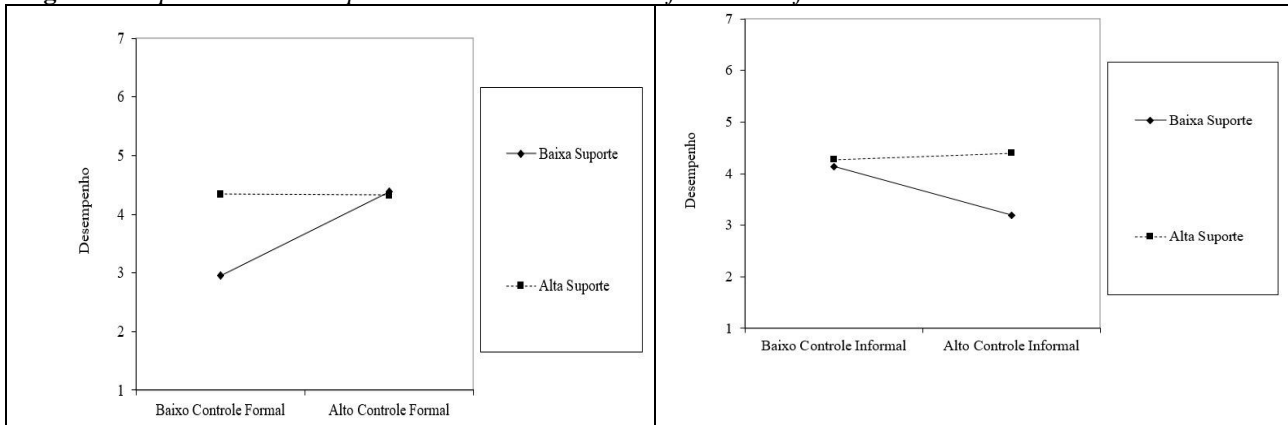 7
6
5
4
3
2
1
Desempenho
Baixo Controle Formal
Alto Controle Formal
Baixa Suporte
Alta Suporte
7
6
5
4
3
2
1
Desempenho
Baixo Controle Informal
Alto Controle Informal
Baixa Suporte
Alta Suporte